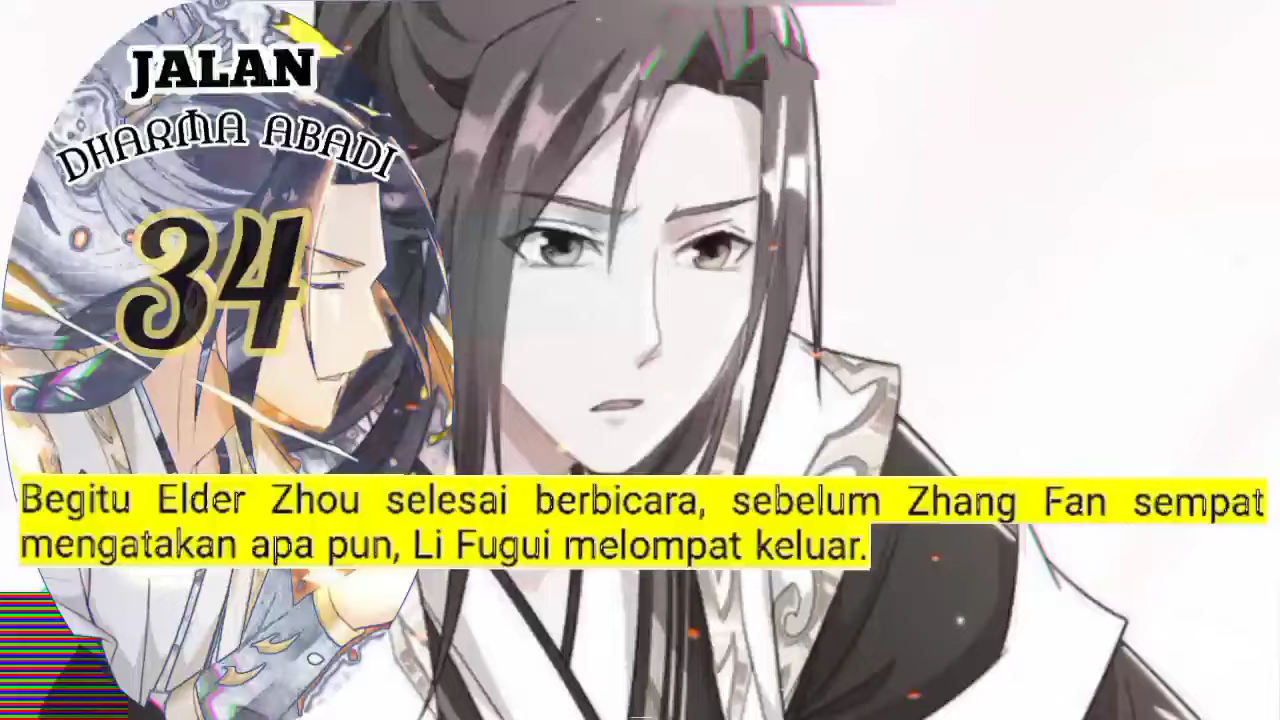 JALAN
DHARMA ABADI
34
Begitu Elder Zhou selesai berbicara, sebelum Zhang Fan sempat
mengatakan apa pun, Li Fugui melompat keluar.